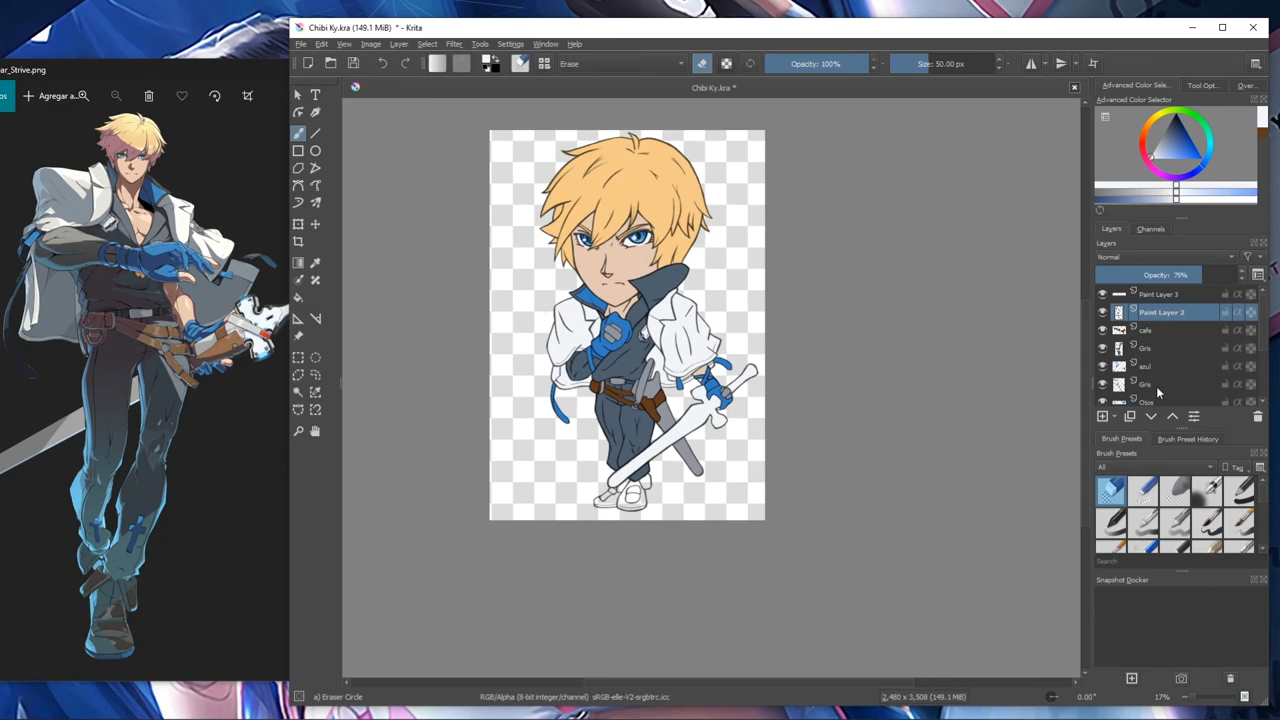 Chibi Ky.kra (149.1 MiB) * - Krita
File Edit View Image Layer Select Filter Tools Settings Window Help
ear_Strive.png
os
Agregar a...
Erase
Opacity: 100%
Size: 50.00 px
Chibi Ky.kra *
Advanced Color Sele...
Tool Opt...
Over...
Advanced Color Selector
Layers
Channels
Layers
Normal
Opacity: 75%
Paint Layer 3
Paint Layer 2
cafe
Gris
azul
Gris
Ojos
Brush Presets
Brush Preset History
Brush Presets
All
Tag
Search
Snapshot Docker
a) Eraser Circle
RGB/Alpha (8-bit integer/channel) sRGB-elle-V2-srgbtrc.icc
2,480 x 3,508 (149.1 MiB)
0.00°
17%